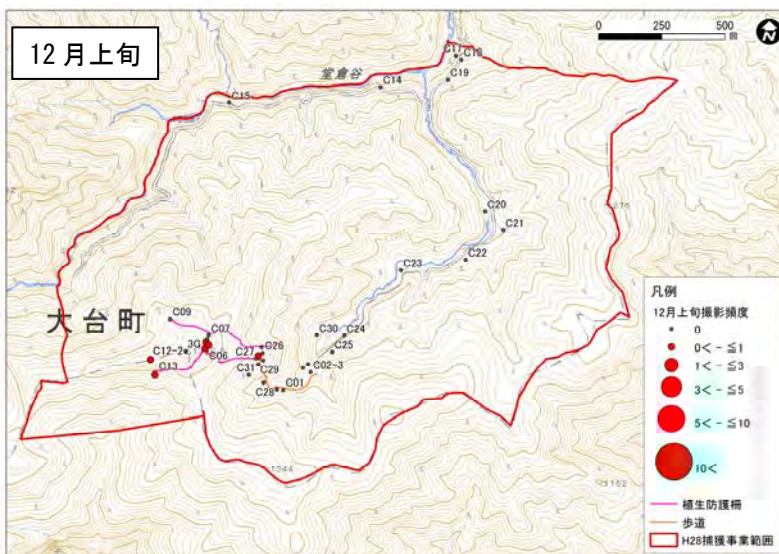 12 月上旬
0 250 500
m
堂倉谷
C17
C18
C19
C14
C15
C20
C21
C22
C23
216
大台町
C09
C07
3G
C06
C12-2
C13
C26
C27
C29
C31
C28
C01
C02-3
C30
C24
C25
1344
1152
凡例
12月上旬撮影頻度
0
0< - ≦1
1< - ≦3
3< - ≦5
5< - ≦10
10<
植生防護柵
歩道
H28捕獲事業範囲